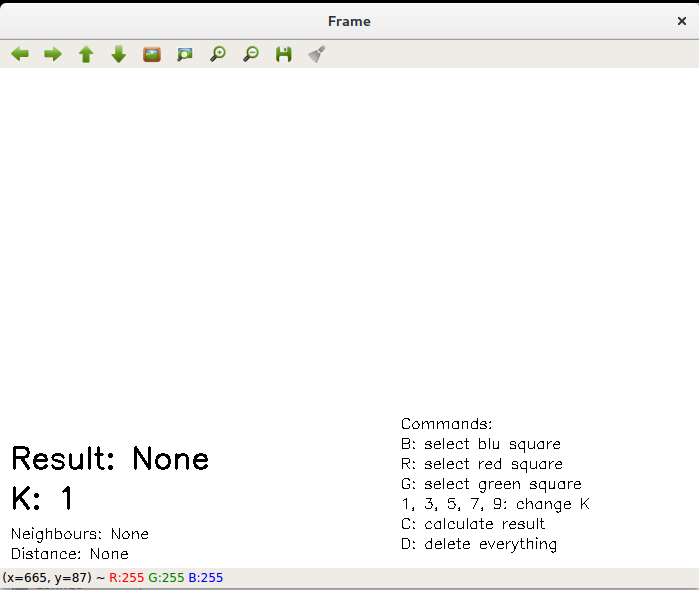 Frame
Result: None
K: 1
Neighbours: None
Distance: None
Commands:
B: select blu square
R: select red square
G: select green square
1, 3, 5, 7, 9: change K
C: calculate result
D: delete everything
(x=665, y=87) ~ R:255 G:255 B:255